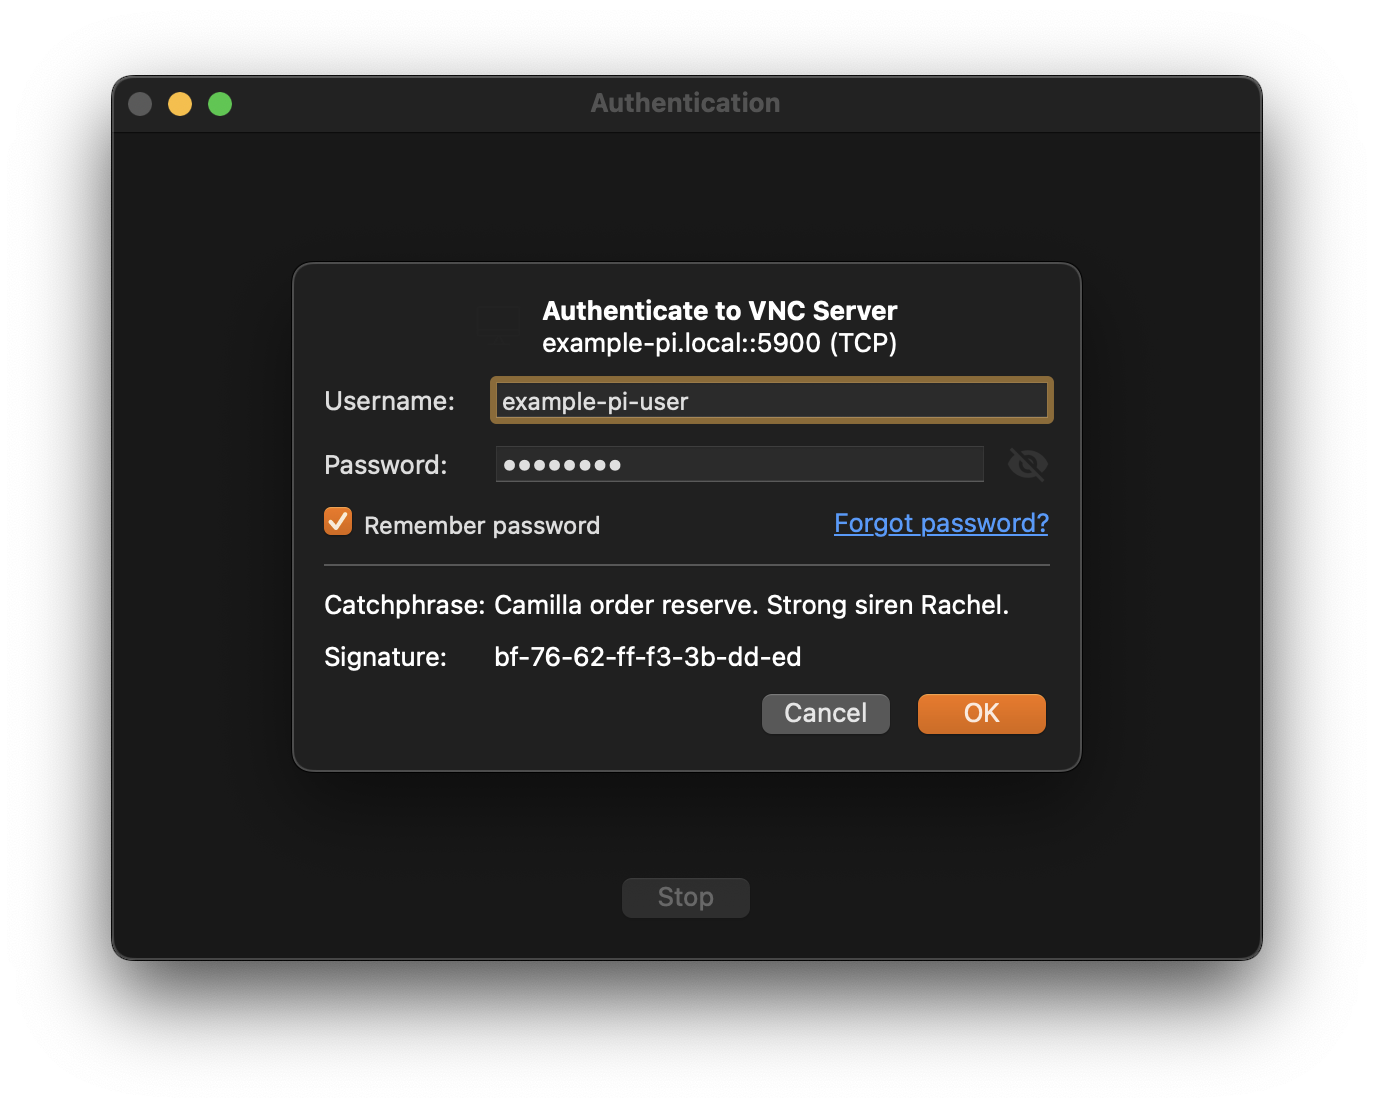 Authentication
Authenticate to VNC Server
example-pi.local::5900 (TCP)
Username: example-pi-user
Password: ••••••••
Remember password Forgot password?
Catchphrase: Camilla order reserve. Strong siren Rachel.
Signature: bf-76-62-ff-f3-3b-dd-ed
Cancel OK
Stop